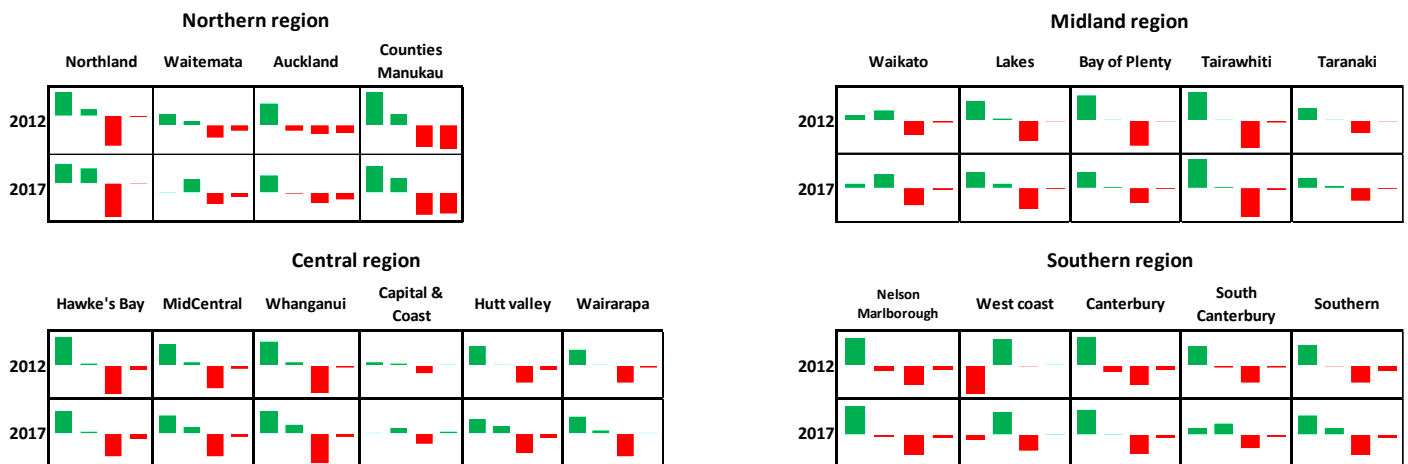 Northern region
Northland Waitemata Auckland Counties Manukau
2012
2017
Midland region
Waikato Lakes Bay of Plenty Tairawhiti Taranaki
2012
2017
Central region
Hawke's Bay MidCentral Whanganui Capital & Coast Hutt valley Wairarapa
2012
2017
Southern region
Nelson Marlborough West coast Canterbury South Canterbury Southern
2012
2017